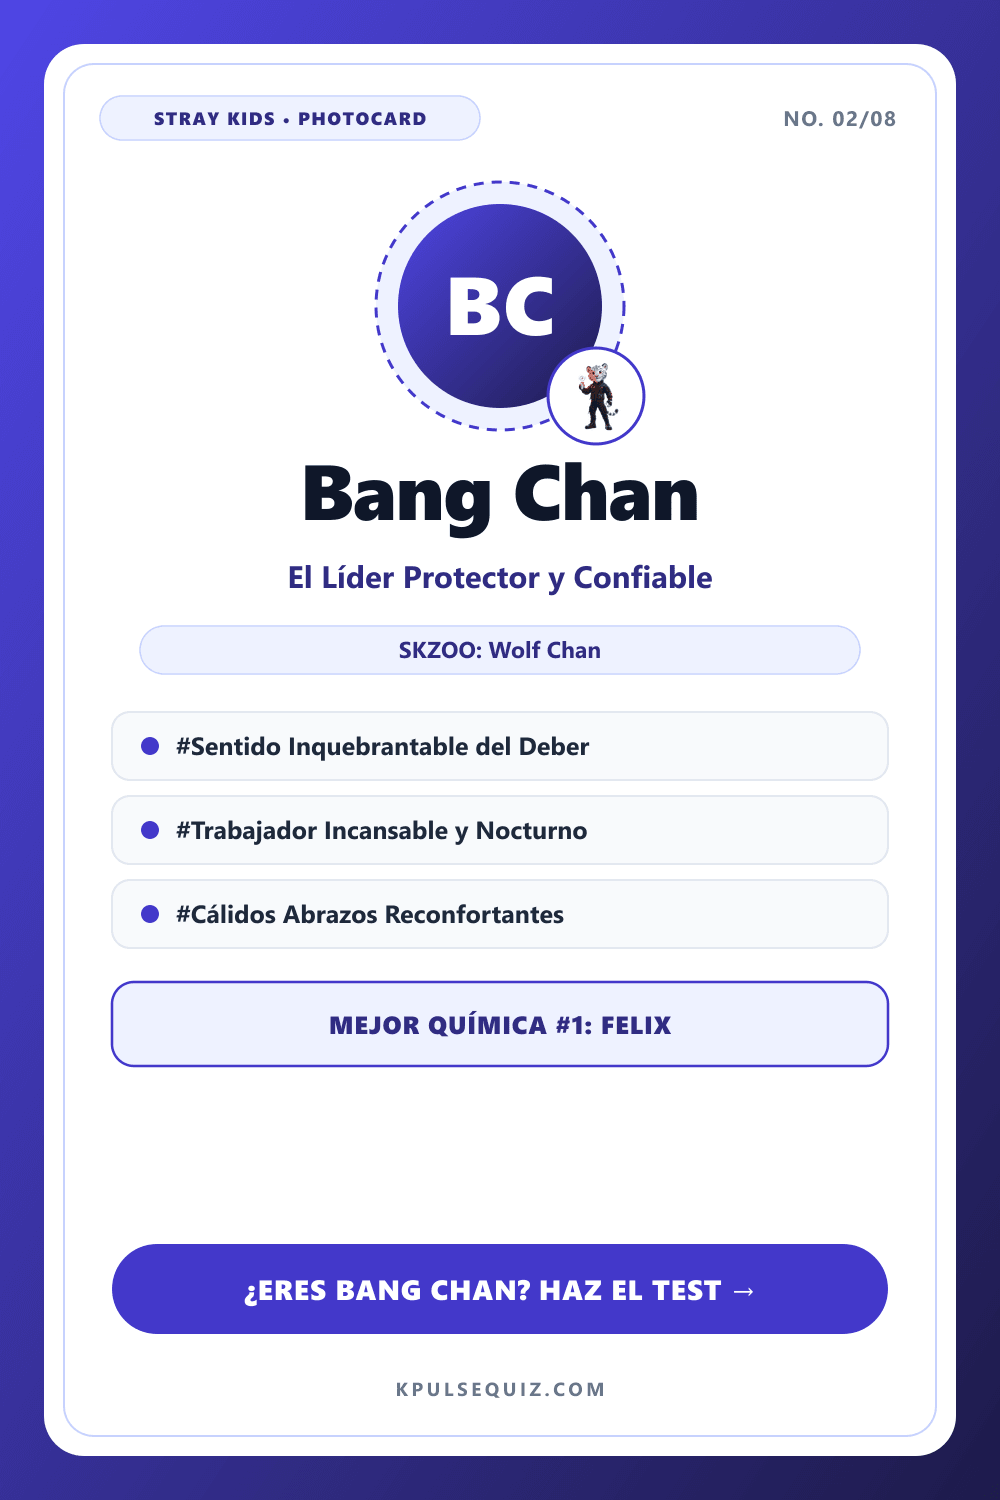 STRAY KIDS • PHOTOCARD
NO. 02/08
BC
Bang Chan
El Líder Protector y Confiable
SKZOO: Wolf Chan
#Sentido Inquebrantable del Deber
#Trabajador Incansable y Nocturno
#Cálidos Abrazos Reconfortantes
MEJOR QUÍMICA #1: FELIX
¿ERES BANG CHAN? HAZ EL TEST →
KPULSEQUIZ.COM